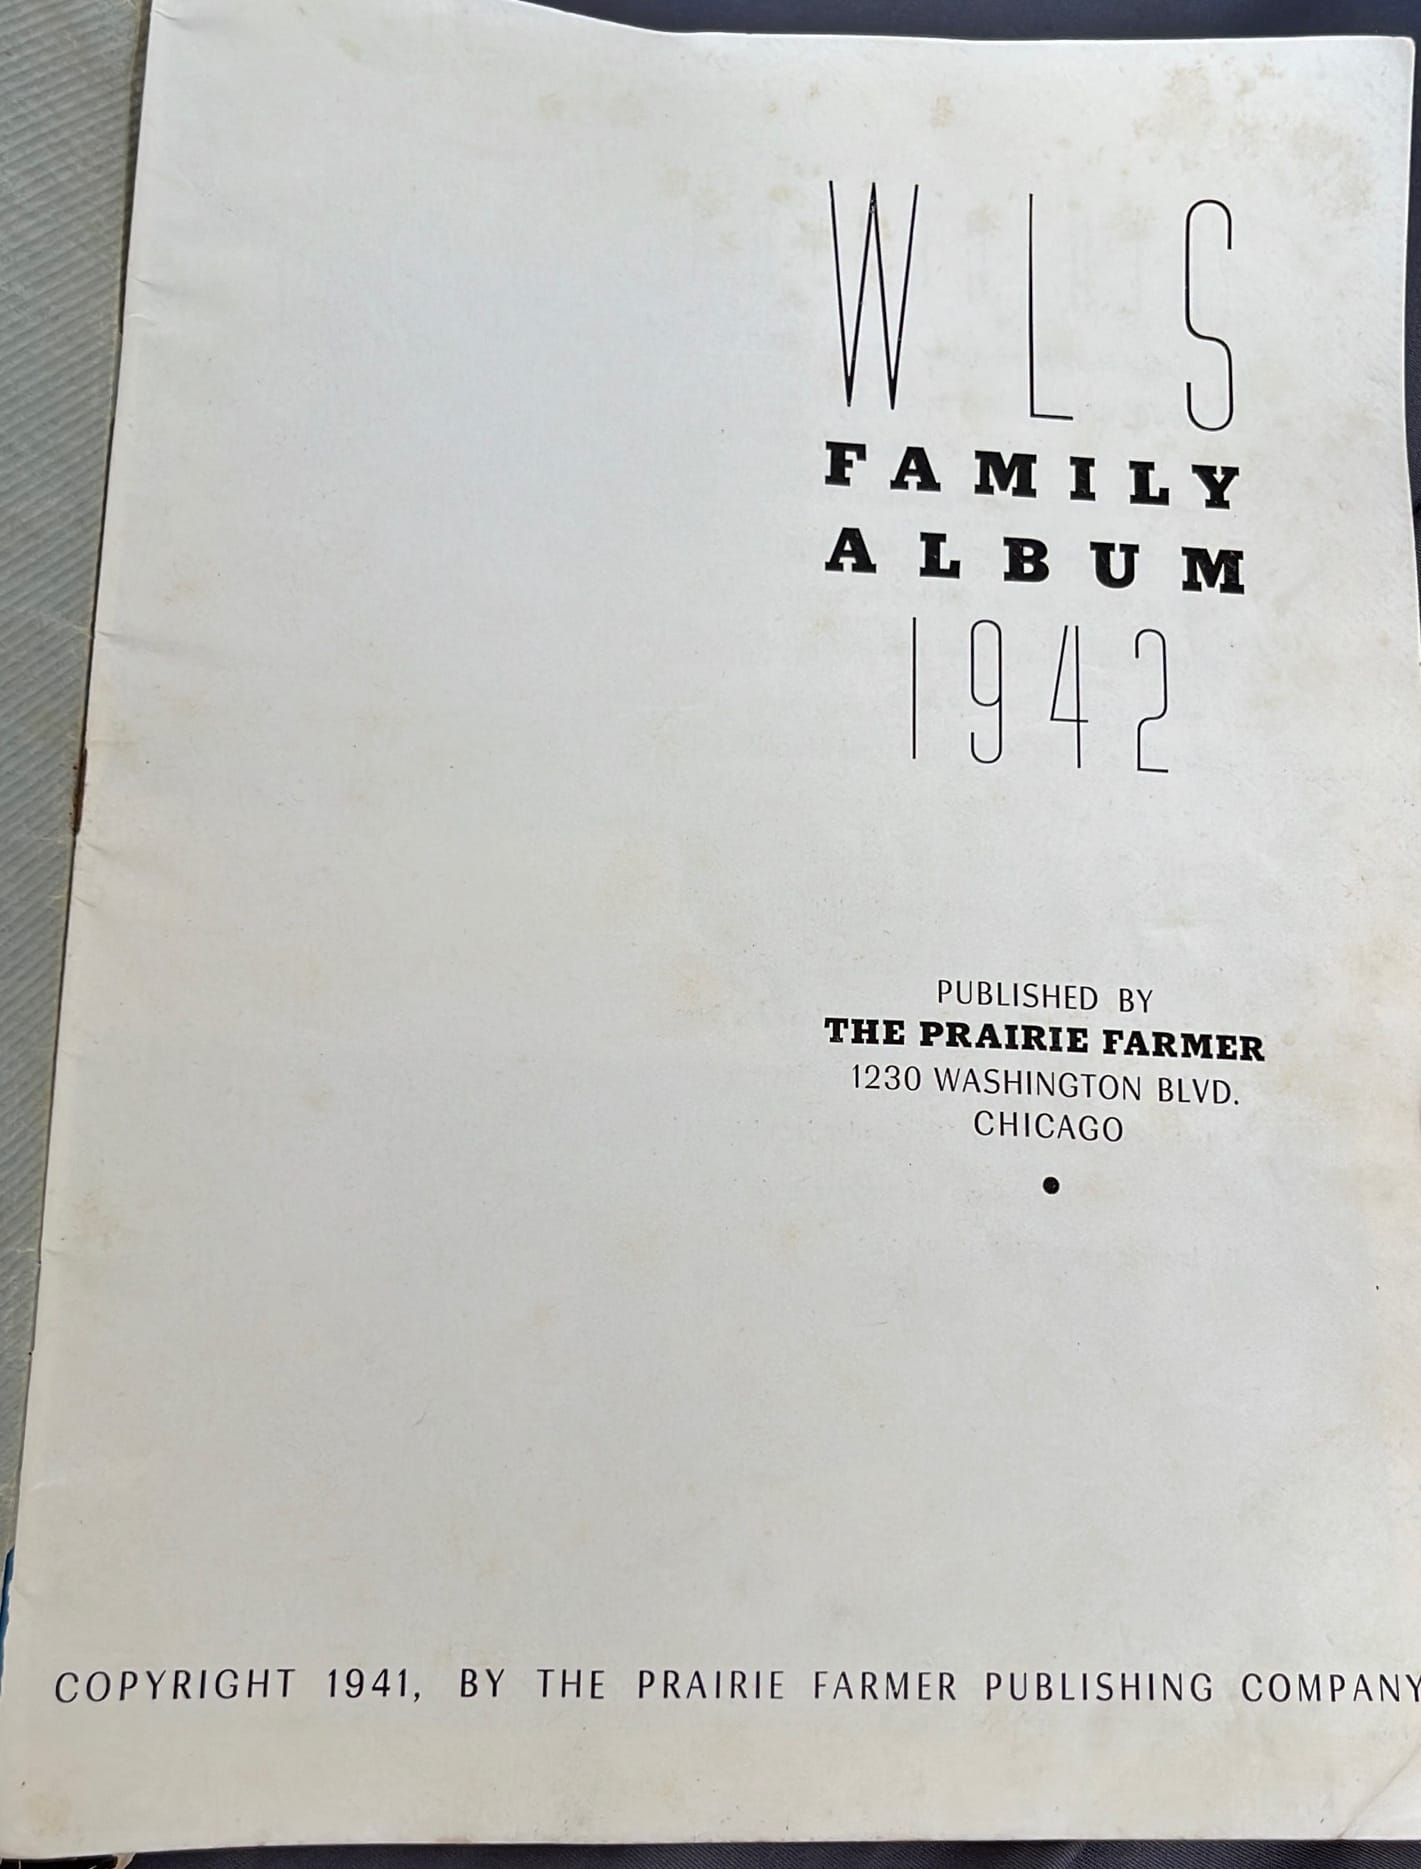 WLS
FAMILY
ALBUM
1942
PUBLISHED BY
THE PRAIRIE FARMER
1230 WASHINGTON BLVD.
CHICAGO
•
COPYRIGHT 1941, BY THE PRAIRIE FARMER PUBLISHING COMPANY